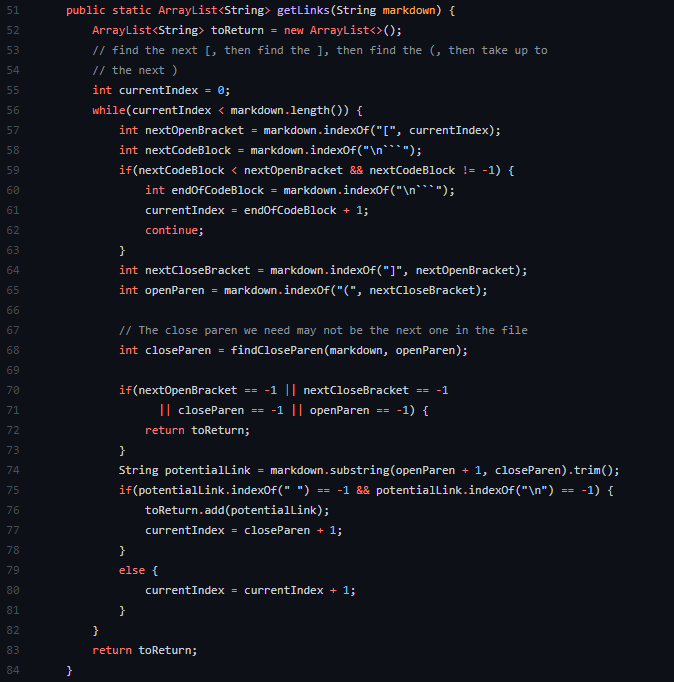 51 public static ArrayList<String> getLinks(String markdown) {
52 ArrayList<String> toReturn = new ArrayList<>();
53 // find the next [, then find the ], then find the (, then take up to
54 // the next )
55 int currentIndex = 0;
56 while(currentIndex < markdown.length()) {
57 int nextOpenBracket = markdown.indexOf("[", currentIndex);
58 int nextCodeBlock = markdown.indexOf("\n```");
59 if(nextCodeBlock < nextOpenBracket && nextCodeBlock != -1) {
60 int endOfCodeBlock = markdown.indexOf("\n```");
61 currentIndex = endOfCodeBlock + 1;
62 continue;
63 }
64 int nextCloseBracket = markdown.indexOf("]", nextOpenBracket);
65 int openParen = markdown.indexOf("(", nextCloseBracket);
66
67 // The close paren we need may not be the next one in the file
68 int closeParen = findCloseParen(markdown, openParen);
69
70 if(nextOpenBracket == -1 || nextCloseBracket == -1
71 || closeParen == -1 || openParen == -1) {
72 return toReturn;
73 }
74 String potentialLink = markdown.substring(openParen + 1, closeParen).trim();
75 if(potentialLink.indexOf(" ") == -1 && potentialLink.indexOf("\n") == -1) {
76 toReturn.add(potentialLink);
77 currentIndex = closeParen + 1;
78 }
79 else {
80 currentIndex = currentIndex + 1;
81 }
82 }
83 return toReturn;
84 }